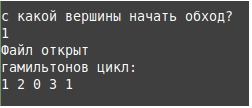 с какой вершины начать обход?
1
Файл открыт
гамильтонов цикл:
1 2 0 3 1